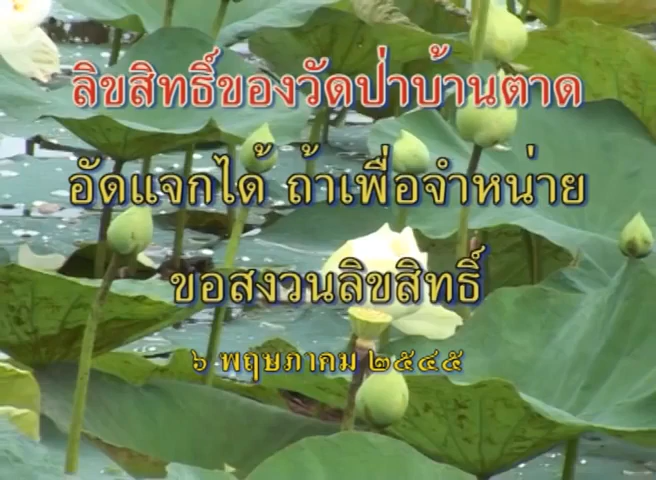 ลิขสิทธิ์ของวัดป่าบ้านตาด
อัดแจกได้ ถ้าเพื่อจำหน่าย
ขอสงวนลิขสิทธิ์
๖ พฤษภาคม ๒๕๔๕